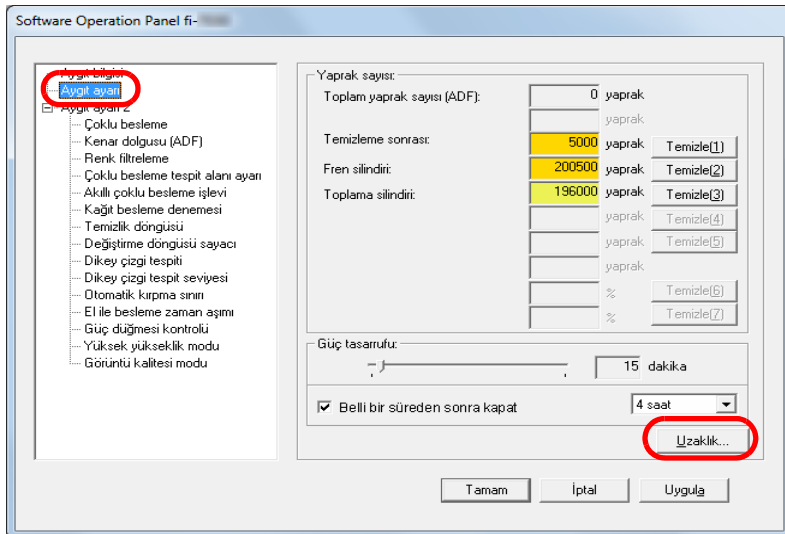 Software Operation Panel fi-
Aygıt bilgisi
Aygıt ayarı
Aygıt ayarı 2
Çoklu besleme
Kenar dolgusu (ADF)
Renk filtreleme
Çoklu besleme tespit alanı ayarı
Akıllı çoklu besleme işlevi
Kağıt besleme denemesi
Temizlik döngüsü
Değiştirme döngüsü sayacı
Dikey çizgi tespiti
Dikey çizgi tespit seviyesi
Otomatik kırpma sınırı
El ile besleme zaman aşımı
Güç düğmesi kontrolü
Yüksek yükseklik modu
Görüntü kalitesi modu
Yaprak sayısı:
Toplam yaprak sayısı (ADF): 0 yaprak
yaprak
Temizleme sonrası: 5000 yaprak Temizle(1)
Fren silindiri: 200500 yaprak Temizle(2)
Toplama silindiri: 196000 yaprak Temizle(3)
yaprak Temizle(4)
yaprak Temizle(5)
yaprak
% Temizle(6)
% Temizle(7)
Güç tasarrufu:
15 dakika
Belli bir süreden sonra kapat 4 saat
Uzaklık...
Tamam İptal Uygula